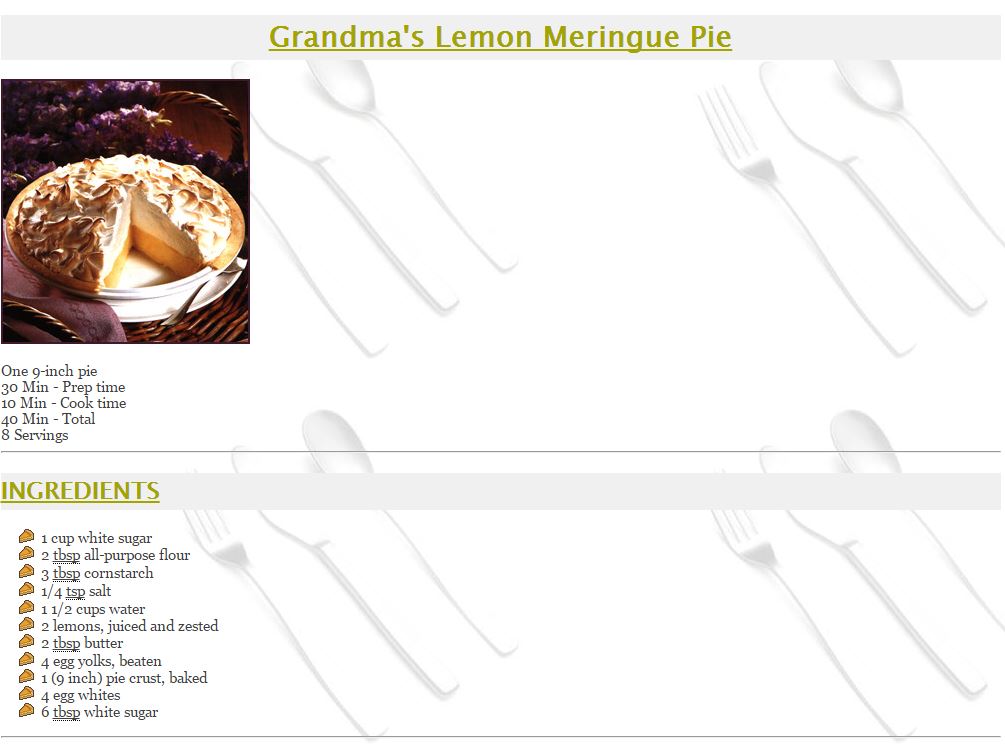 Grandma's Lemon Meringue Pie
One 9-inch pie
30 Min - Prep time
10 Min - Cook time
40 Min - Total
8 Servings
INGREDIENTS
1 cup white sugar
2 tbsp all-purpose flour
3 tbsp cornstarch
1/4 tsp salt
1 1/2 cups water
2 lemons, juiced and zested
2 tbsp butter
4 egg yolks, beaten
1 (9 inch) pie crust, baked
4 egg whites
6 tbsp white sugar